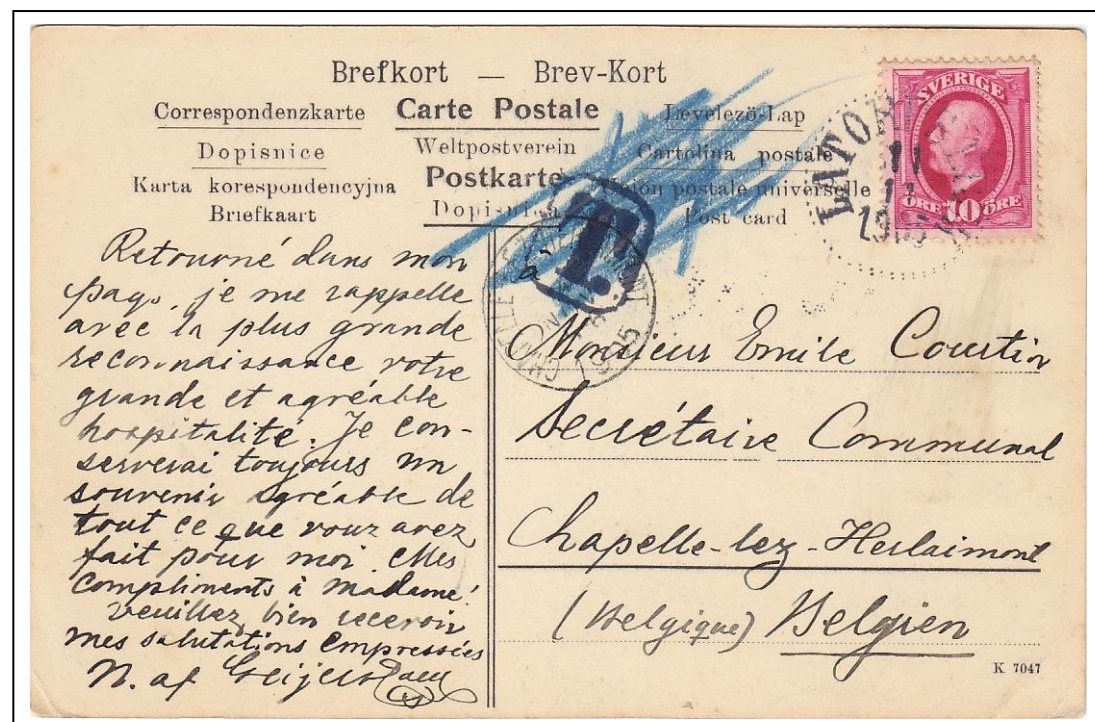 Brefkort — Brev-Kort
Correspondenzkarte Carte Postale Levelezö-Lap
Dopisnice Weltpostverein Cartolina postale
Karta korespondencyjna Postkarte Union postale universelle
Briefkaart Dopisnica Post card
SVERIGE
ÖRE 10 ÖRE
11
T.
à
Retourné dans mon
pays, je me rappelle
avec la plus grande
reconnaissance votre
grande et agréable
hospitalité. Je con-
serverai toujours un
souvenir agréable de
tout ce que vous avez
fait pour moi. Mes
compliments à Madame!
Veuillez bien recevoir
mes salutations empressées
N. af
Monsieur Emile Courtin
Secrétaire Communal
Chapelle-lez-Herlaimont
(Belgique) Belgien
K 7047